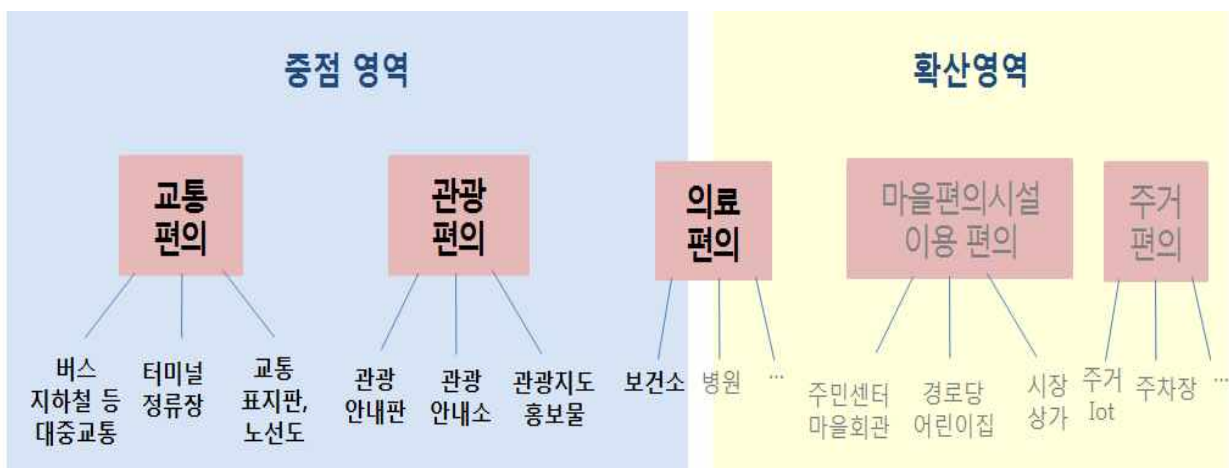 중점 영역
확산영역
교통
편의
관광
편의
의료
편의
마을편의시설
이용 편의
주거
편의
버스
지하철 등
대중교통
터미널
정류장
교통
표지판,
노선도
관광
안내판
관광
안내소
관광지도
홍보물
보건소
병원
...
주민센터
마을회관
경로당
어린이집
시장
상가
주거
Iot
주차장
...